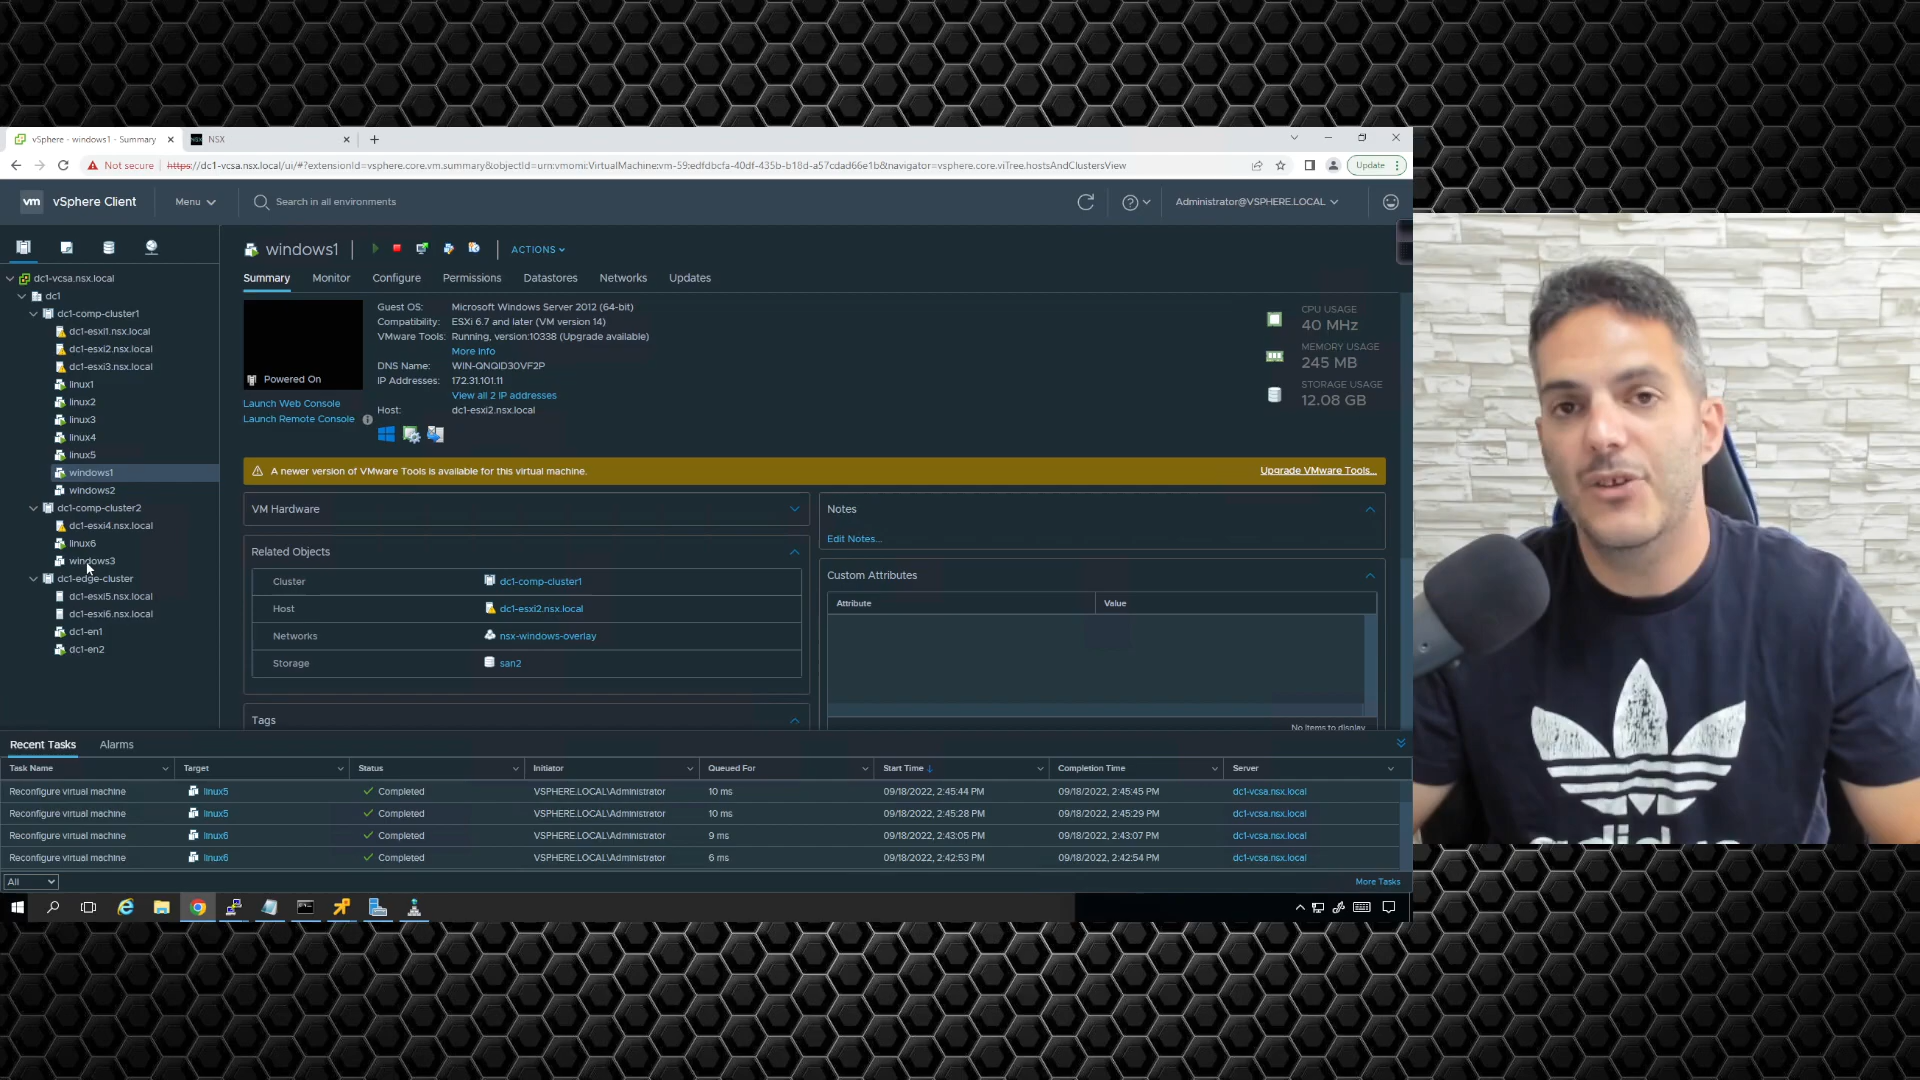 vSphere - windows1 - Summary
NSX
Not secure
https://dc1-vcsa.nsx.local/ui/#?extensionId=vsphere.core.vm.summary&objectId=urn:vmomi:VirtualMachine:vm-59:edfdbcfa-40df-435b-b18d-a57cdad66e1b&navigator=vsphere.core.viTree.hostsAndClustersView
Update
vm
vSphere Client
Menu
Search in all environments
Administrator@VSPHERE.LOCAL
dc1-vcsa.nsx.local
dc1
dc1-comp-cluster1
dc1-esxi1.nsx.local
dc1-esxi2.nsx.local
dc1-esxi3.nsx.local
linux1
linux2
linux3
linux4
linux5
windows1
windows2
dc1-comp-cluster2
dc1-esxi4.nsx.local
linux6
windows3
dc1-edge-cluster
dc1-esxi5.nsx.local
dc1-esxi6.nsx.local
dc1-en1
dc1-en2
windows1
ACTIONS
Summary
Monitor
Configure
Permissions
Datastores
Networks
Updates
Powered On
Launch Web Console
Launch Remote Console
Guest OS: Microsoft Windows Server 2012 (64-bit)
Compatibility: ESXi 6.7 and later (VM version 14)
VMware Tools: Running, version:10338 (Upgrade available)
More info
DNS Name: WIN-QNQID30VF2P
IP Addresses: 172.31.101.11
View all 2 IP addresses
Host: dc1-esxi2.nsx.local
CPU USAGE
40 MHz
MEMORY USAGE
245 MB
STORAGE USAGE
12.08 GB
A newer version of VMware Tools is available for this virtual machine.
Upgrade VMware Tools...
VM Hardware
Related Objects
Cluster dc1-comp-cluster1
Host dc1-esxi2.nsx.local
Networks nsx-windows-overlay
Storage san2
Tags
Notes
Edit Notes...
Custom Attributes
Attribute Value
No items to display
Recent Tasks
Alarms
Task Name Target Status Initiator Queued For Start Time Completion Time Server
Reconfigure virtual machine linux5 Completed VSPHERE.LOCAL\Administrator 10 ms 09/18/2022, 2:45:44 PM 09/18/2022, 2:45:45 PM dc1-vcsa.nsx.local
Reconfigure virtual machine linux5 Completed VSPHERE.LOCAL\Administrator 10 ms 09/18/2022, 2:45:28 PM 09/18/2022, 2:45:29 PM dc1-vcsa.nsx.local
Reconfigure virtual machine linux6 Completed VSPHERE.LOCAL\Administrator 9 ms 09/18/2022, 2:43:05 PM 09/18/2022, 2:43:07 PM dc1-vcsa.nsx.local
Reconfigure virtual machine linux6 Completed VSPHERE.LOCAL\Administrator 6 ms 09/18/2022, 2:42:53 PM 09/18/2022, 2:42:54 PM dc1-vcsa.nsx.local
All
More Tasks
adidas